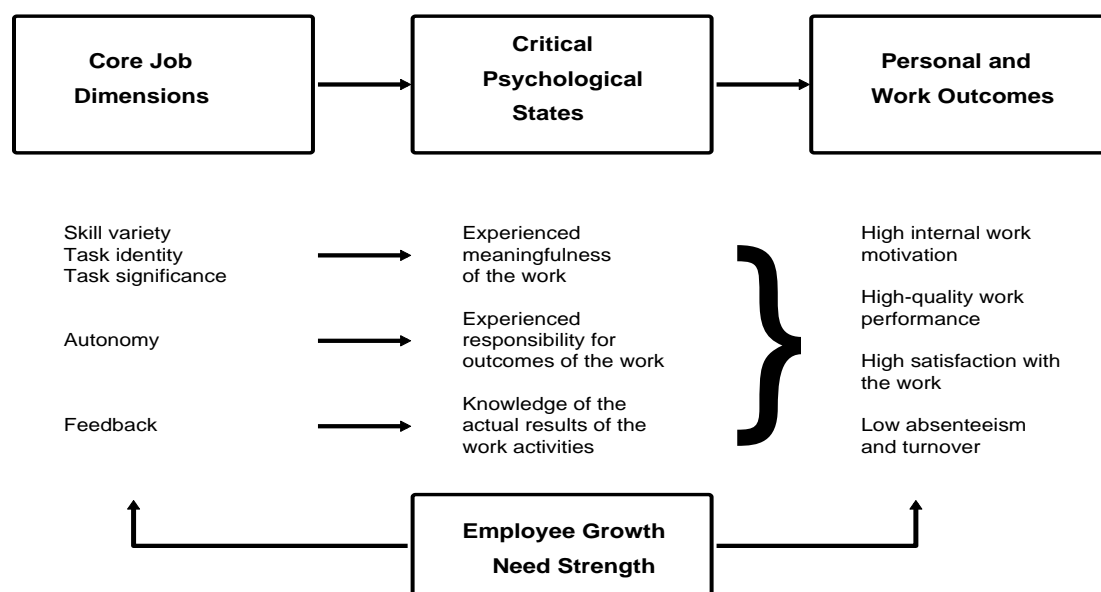 Core Job
Dimensions
Critical
Psychological
States
Personal and
Work Outcomes
Skill variety
Task identity
Task significance
Experienced
meaningfulness
of the work
High internal work
motivation
High-quality work
performance
Autonomy
Experienced
responsibility for
outcomes of the work
High satisfaction with
the work
Feedback
Knowledge of the
actual results of the
work activities
Low absenteeism
and turnover
Employee Growth
Need Strength